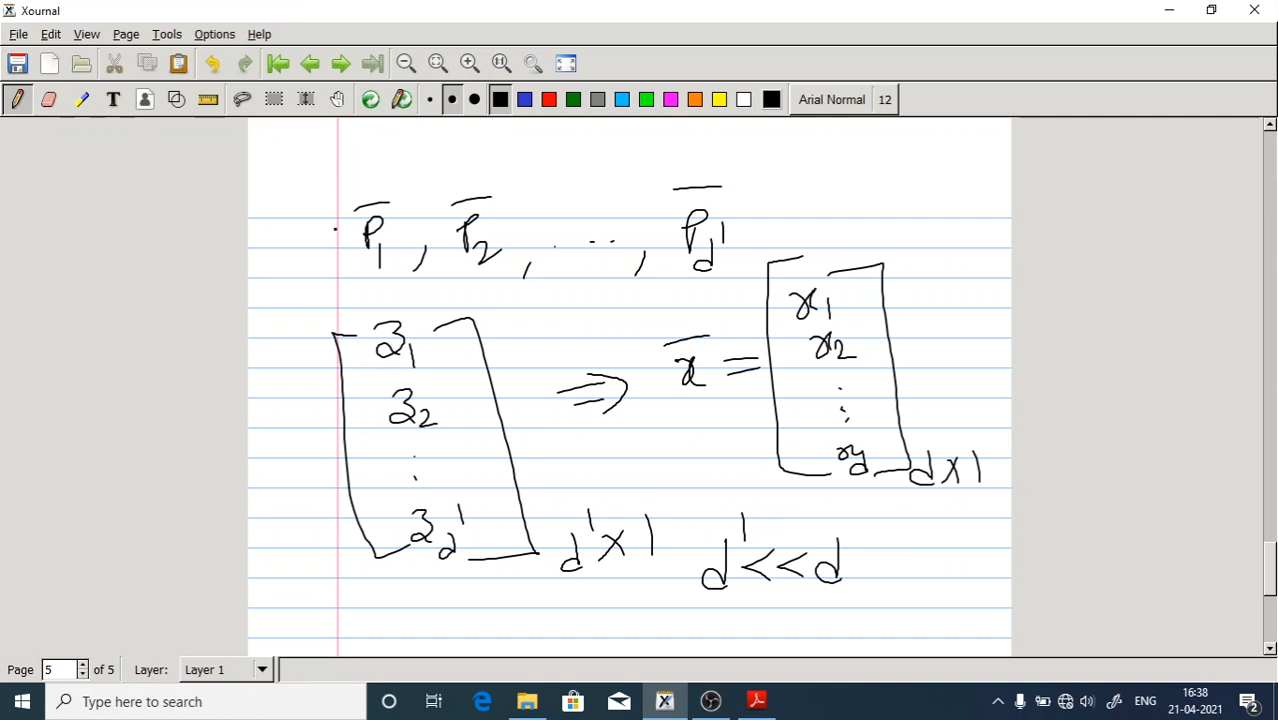 Xournal
File Edit View Page Tools Options Help
Arial Normal 12
P̅₁ , P̅₂ , ... , P̅d'
[z₁ z₂ : zd'] d'×1 ⇒ x̅ = [x₁ x₂ : xd] d×1
d' << d
Page 5 of 5 Layer: Layer 1
Type here to search
ENG
16:38
21-04-2021
2